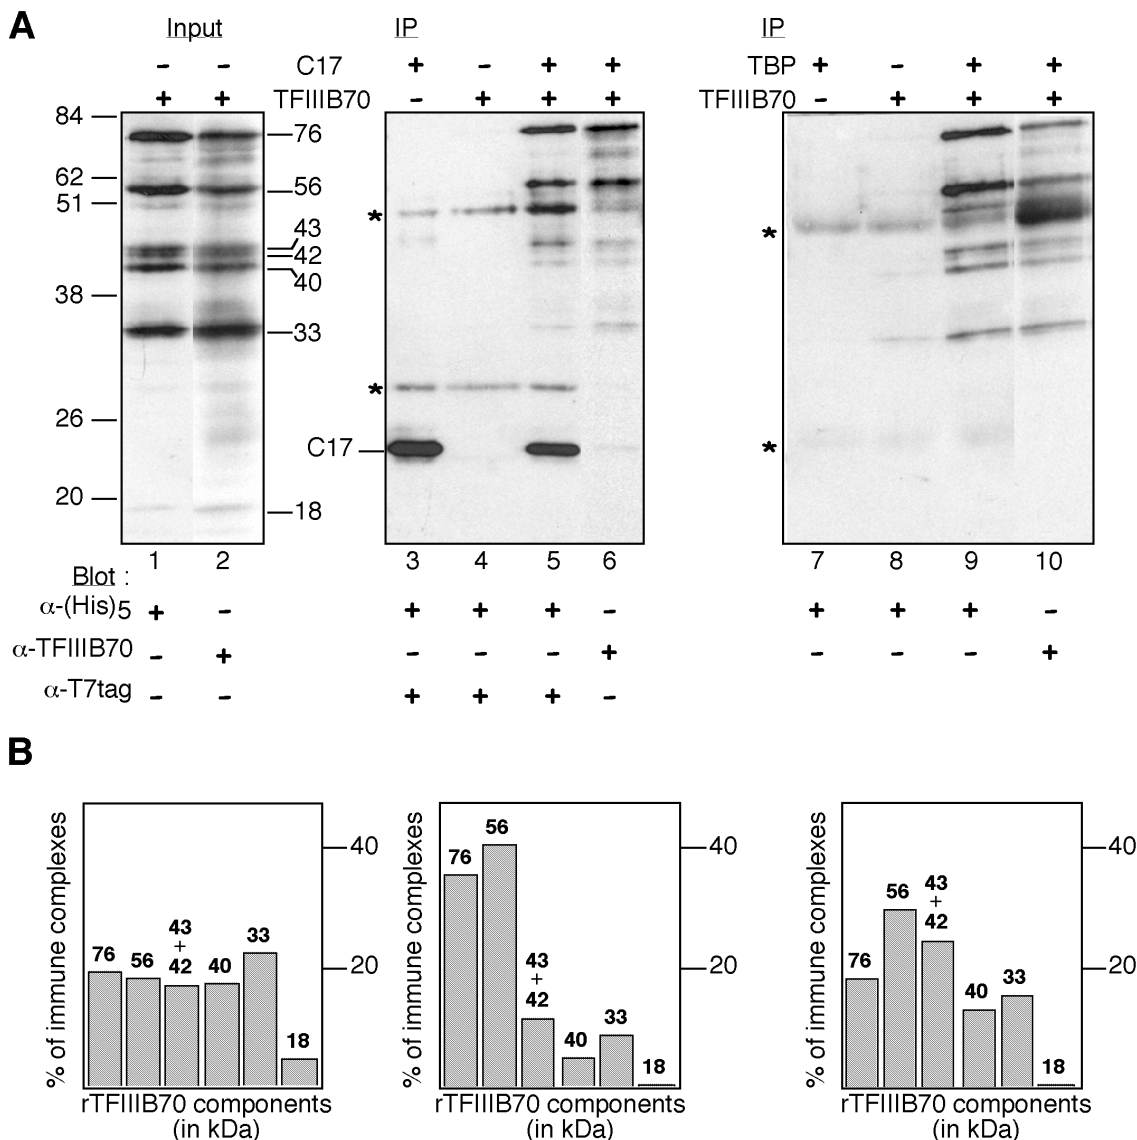 A
Input
IP
IP
C17 - - + - + +
TBP + - + +
TFIIIB70 + + - + + +
TFIIIB70 - + + +
84
62
51
38
26
20
76
56
43
42
40
33
18
*
*
C17
*
*
1 2 3 4 5 6 7 8 9 10
Blot :
α-(His)5 + - + + + - + + + -
α-TFIIIB70 - + - - - + - - - +
α-T7tag - - + + + -
B
% of immune complexes
76
56
43
+
42
40
33
18
40
20
rTFIIIB70 components
(in kDa)
% of immune complexes
76
56
43
+
42
40
33
18
40
20
rTFIIIB70 components
(in kDa)
% of immune complexes
76
56
43
+
42
40
33
18
40
20
rTFIIIB70 components
(in kDa)